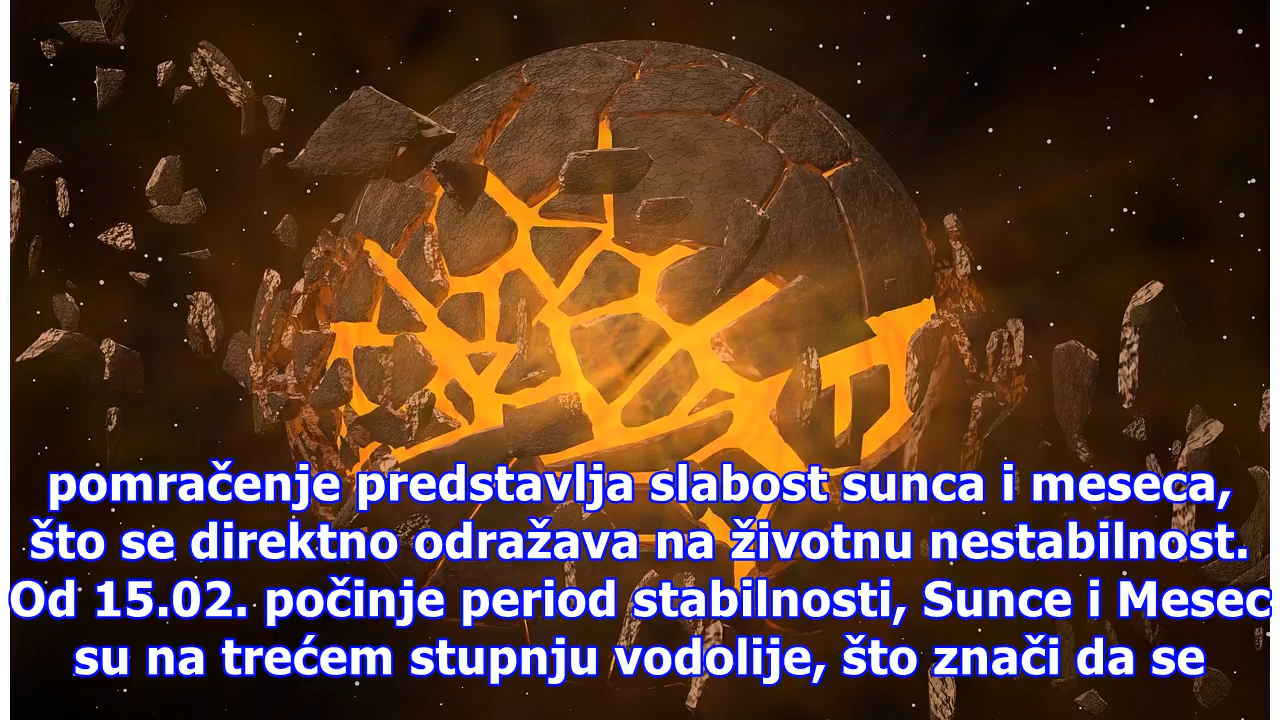 pomračenje predstavlja slabost sunca i meseca,
što se direktno odražava na životnu nestabilnost.
Od 15.02. počinje period stabilnosti, Sunce i Mesec
su na trećem stupnju vodolije, što znači da se